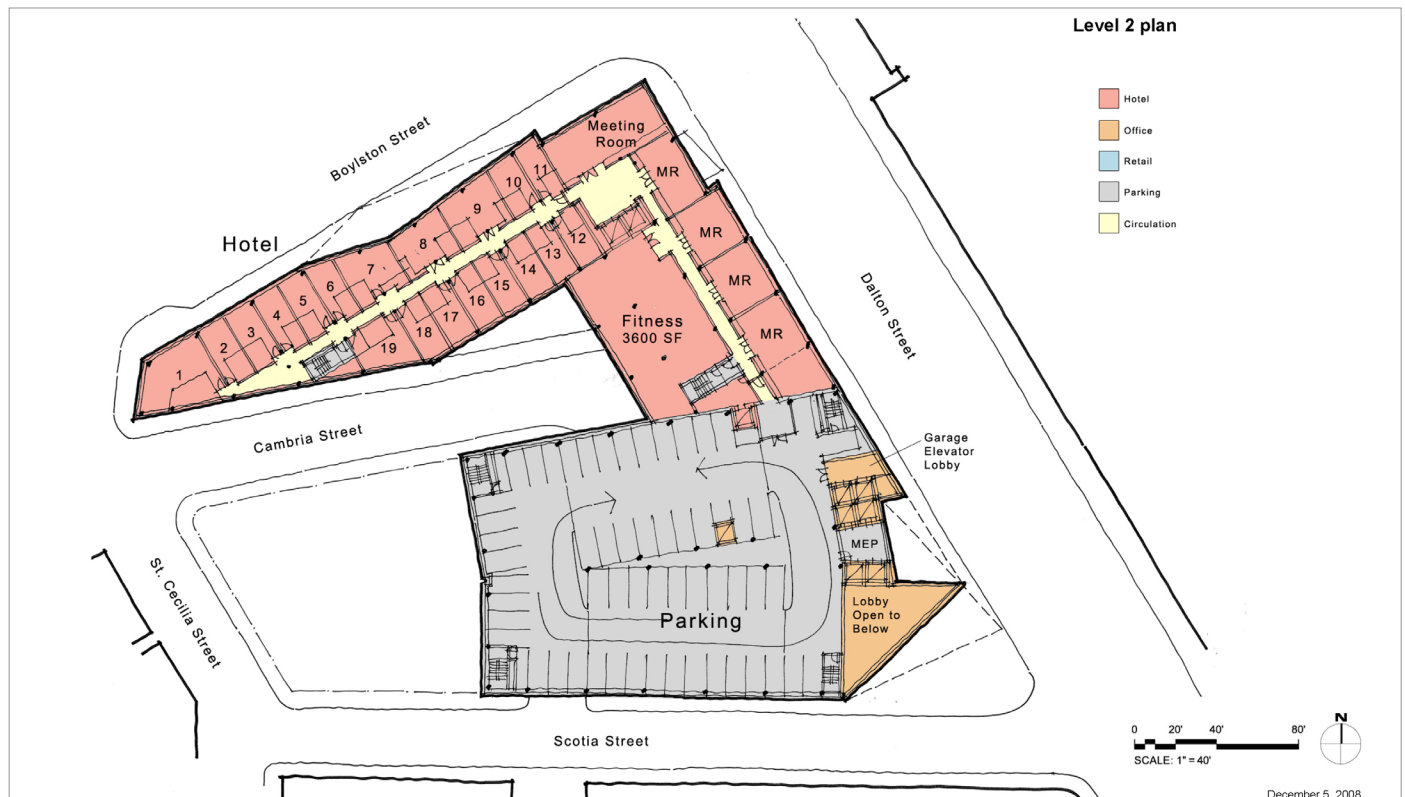 Level 2 plan
Hotel
Office
Retail
Parking
Circulation
Boylston Street
Meeting
Room
MR
MR
MR
MR
Hotel
1
2
3
4
5
6
7
8
9
10
11
12
13
14
15
16
17
18
19
Fitness
3600 SF
Dalton Street
Cambria Street
Garage
Elevator
Lobby
MEP
Lobby
Open to
Below
Parking
St. Cecilia Street
Scotia Street
0 20' 40' 80'
SCALE: 1" = 40'
N
December 5, 2008